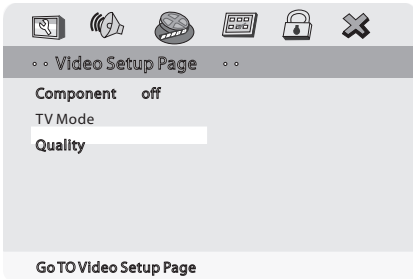 Video Setup Page
Component off
TV Mode
Quality
Go TO Video Setup Page